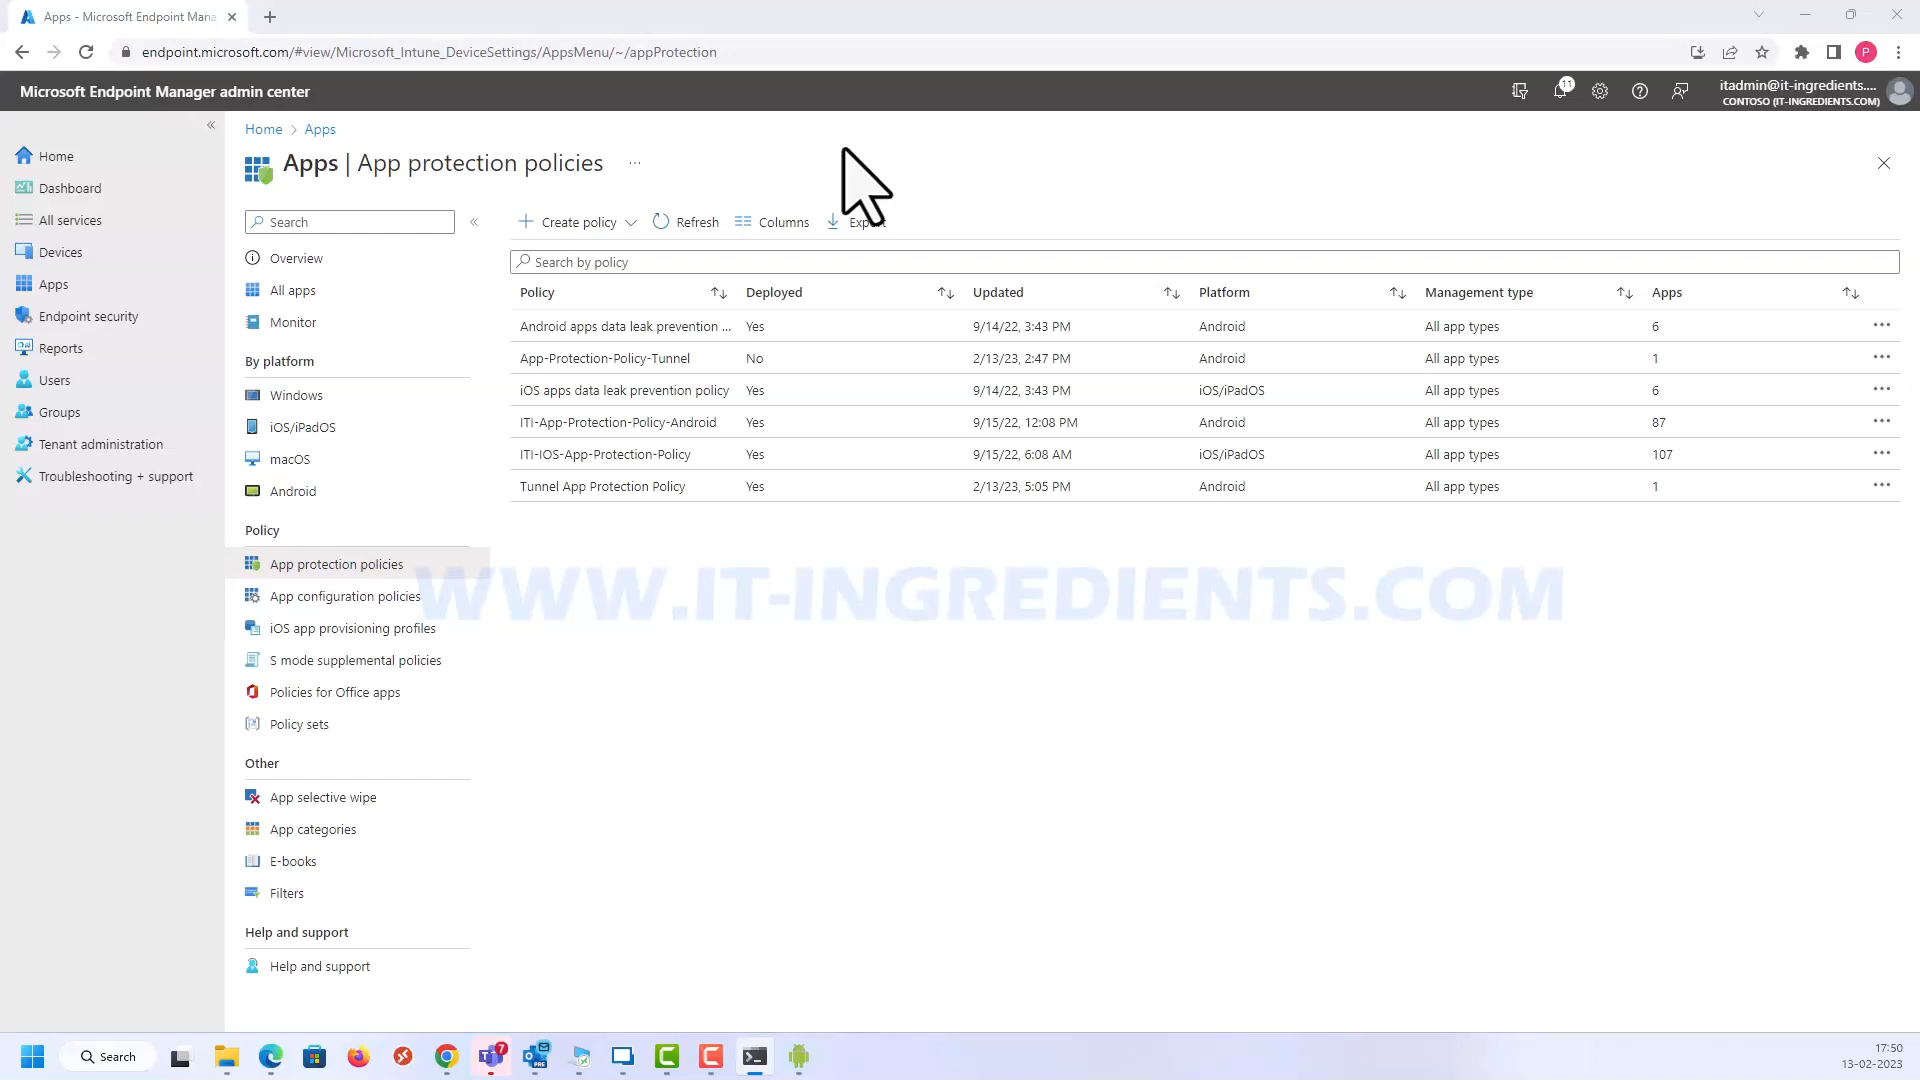 Apps - Microsoft Endpoint Mana
endpoint.microsoft.com/#view/Microsoft_Intune_DeviceSettings/AppsMenu/~/appProtection
P
Microsoft Endpoint Manager admin center
11
itadmin@it-ingredients....
CONTOSO (IT-INGREDIENTS.COM)
Home
Dashboard
All services
Devices
Apps
Endpoint security
Reports
Users
Groups
Tenant administration
Troubleshooting + support
Home > Apps
Apps | App protection policies ...
Search
Overview
All apps
Monitor
By platform
Windows
iOS/iPadOS
macOS
Android
Policy
App protection policies
App configuration policies
iOS app provisioning profiles
S mode supplemental policies
Policies for Office apps
Policy sets
Other
App selective wipe
App categories
E-books
Filters
Help and support
Help and support
Create policy Refresh Columns Export
Search by policy
Policy Deployed Updated Platform Management type Apps
Android apps data leak prevention ... Yes 9/14/22, 3:43 PM Android All app types 6
App-Protection-Policy-Tunnel No 2/13/23, 2:47 PM Android All app types 1
iOS apps data leak prevention policy Yes 9/14/22, 3:43 PM iOS/iPadOS All app types 6
ITI-App-Protection-Policy-Android Yes 9/15/22, 12:08 PM Android All app types 87
ITI-IOS-App-Protection-Policy Yes 9/15/22, 6:08 AM iOS/iPadOS All app types 107
Tunnel App Protection Policy Yes 2/13/23, 5:05 PM Android All app types 1
WWW.IT-INGREDIENTS.COM
Search
7
PRE
17:50
13-02-2023